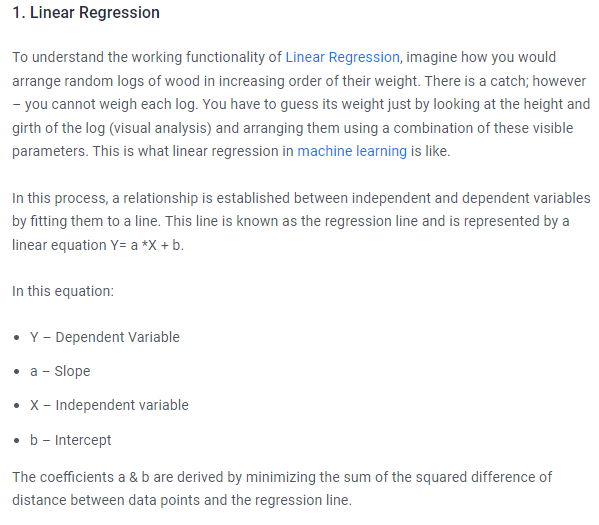 1. Linear Regression
To understand the working functionality of Linear Regression, imagine how you would
arrange random logs of wood in increasing order of their weight. There is a catch; however
– you cannot weigh each log. You have to guess its weight just by looking at the height and
girth of the log (visual analysis) and arranging them using a combination of these visible
parameters. This is what linear regression in machine learning is like.
In this process, a relationship is established between independent and dependent variables
by fitting them to a line. This line is known as the regression line and is represented by a
linear equation Y= a *X + b.
In this equation:
• Y – Dependent Variable
• a – Slope
• X – Independent variable
• b – Intercept
The coefficients a & b are derived by minimizing the sum of the squared difference of
distance between data points and the regression line.